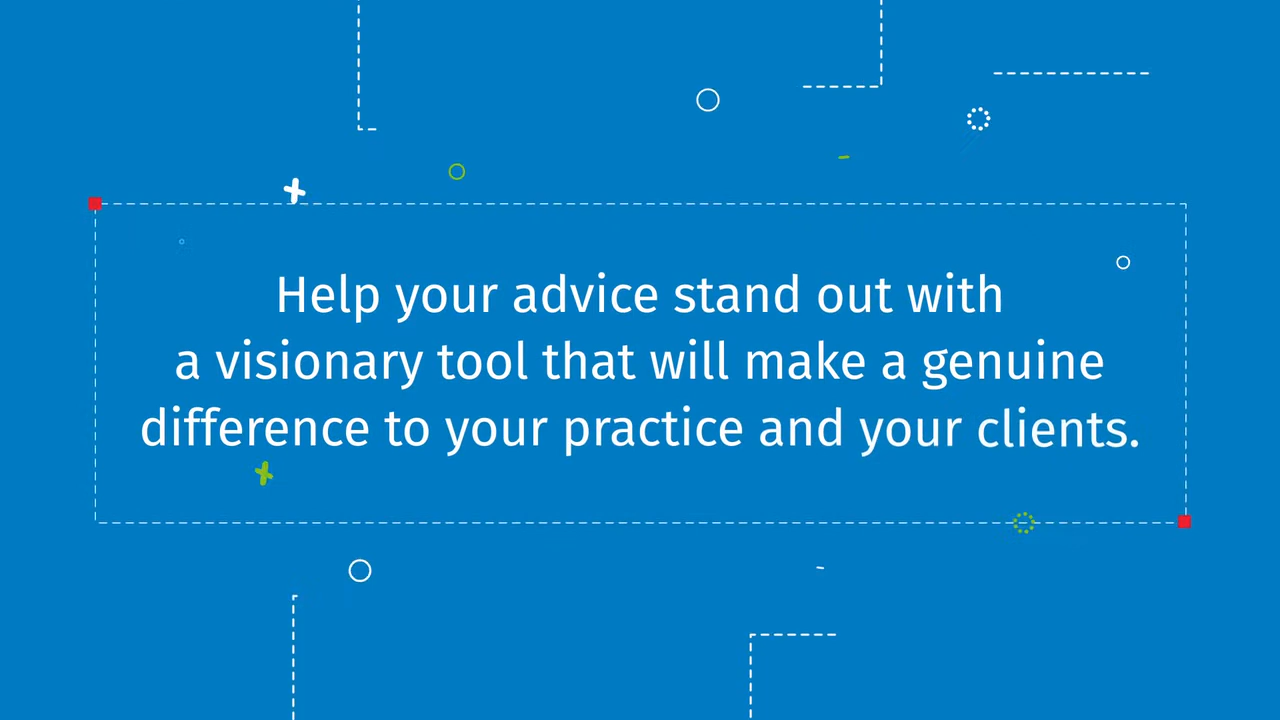 Help your advice stand out with
a visionary tool that will make a genuine
difference to your practice and your clients.